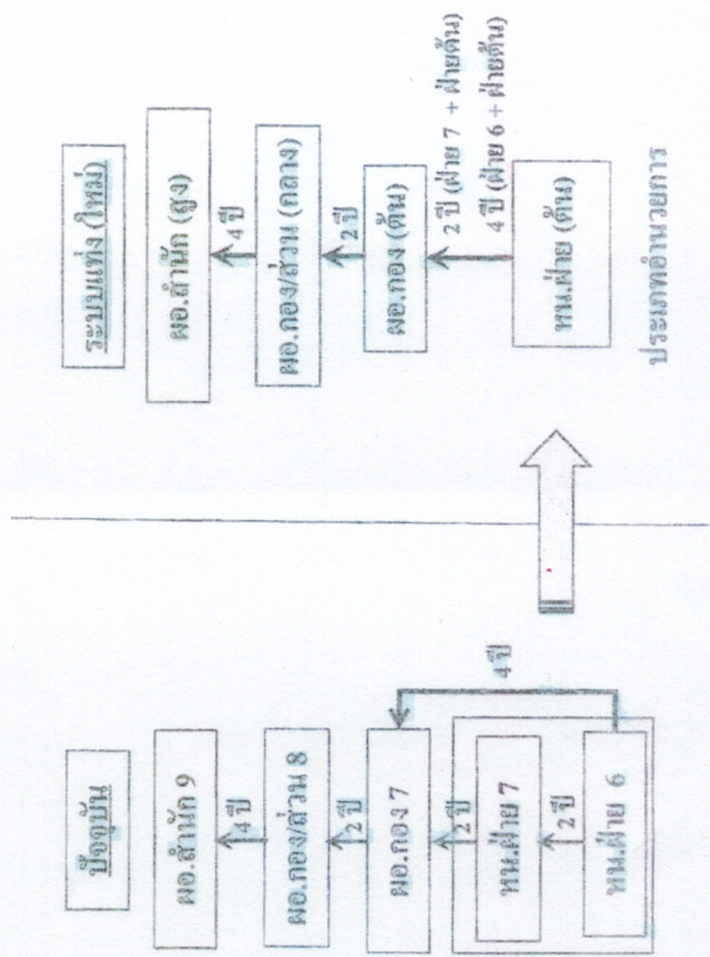 ปัจจุบัน
ผอ.สำนัก 9
4 ปี
ผอ.กอง/ส่วน 8
2 ปี
ผอ.กอง 7
2 ปี
4 ปี
หน.ฝ่าย 7
2 ปี
หน.ฝ่าย 6
ระบบแท่ง (ใหม่)
ผอ.สำนัก (สูง)
4 ปี
ผอ.กอง/ส่วน (กลาง)
2 ปี
ผอ.กอง (ต้น)
2 ปี (ฝ่าย 7 + ฝ่ายต้น)
4 ปี (ฝ่าย 6 + ฝ่ายต้น)
หน.ฝ่าย (ต้น)
ประเภทอำนวยการ